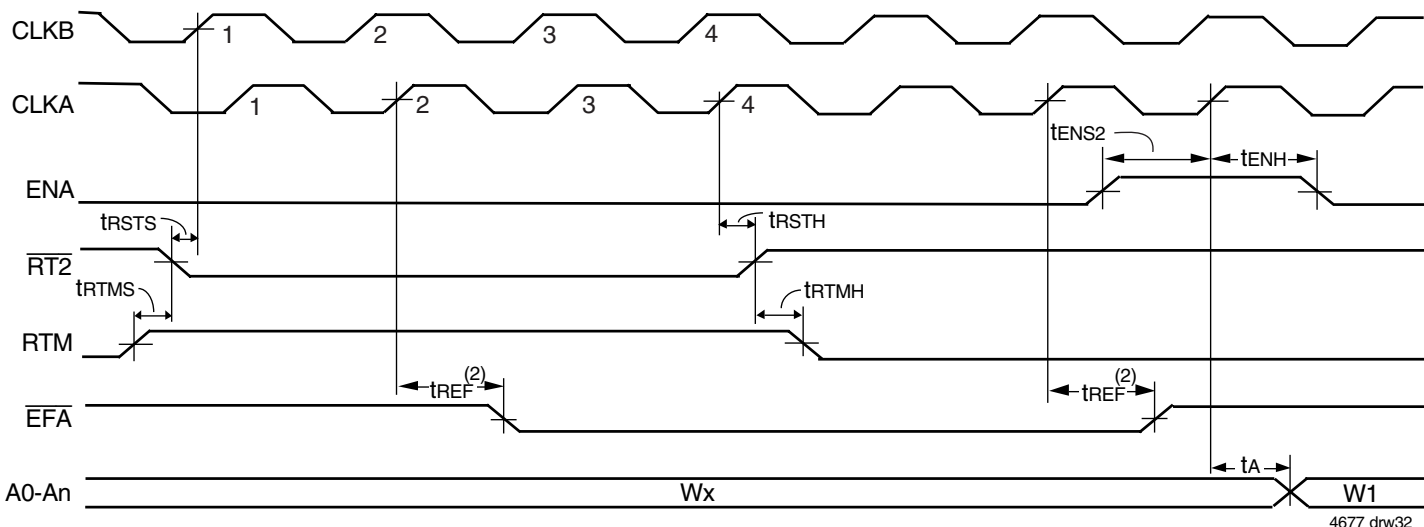 CLKB 1 2 3 4
CLKA 1 2 3 4
tENS2 tENH
ENA
tRSTS tRSTH
RT2
tRTMS tRTMH
RTM
tREF(2) tREF(2)
EFA
tA
A0-An Wx W1
4677 drw32